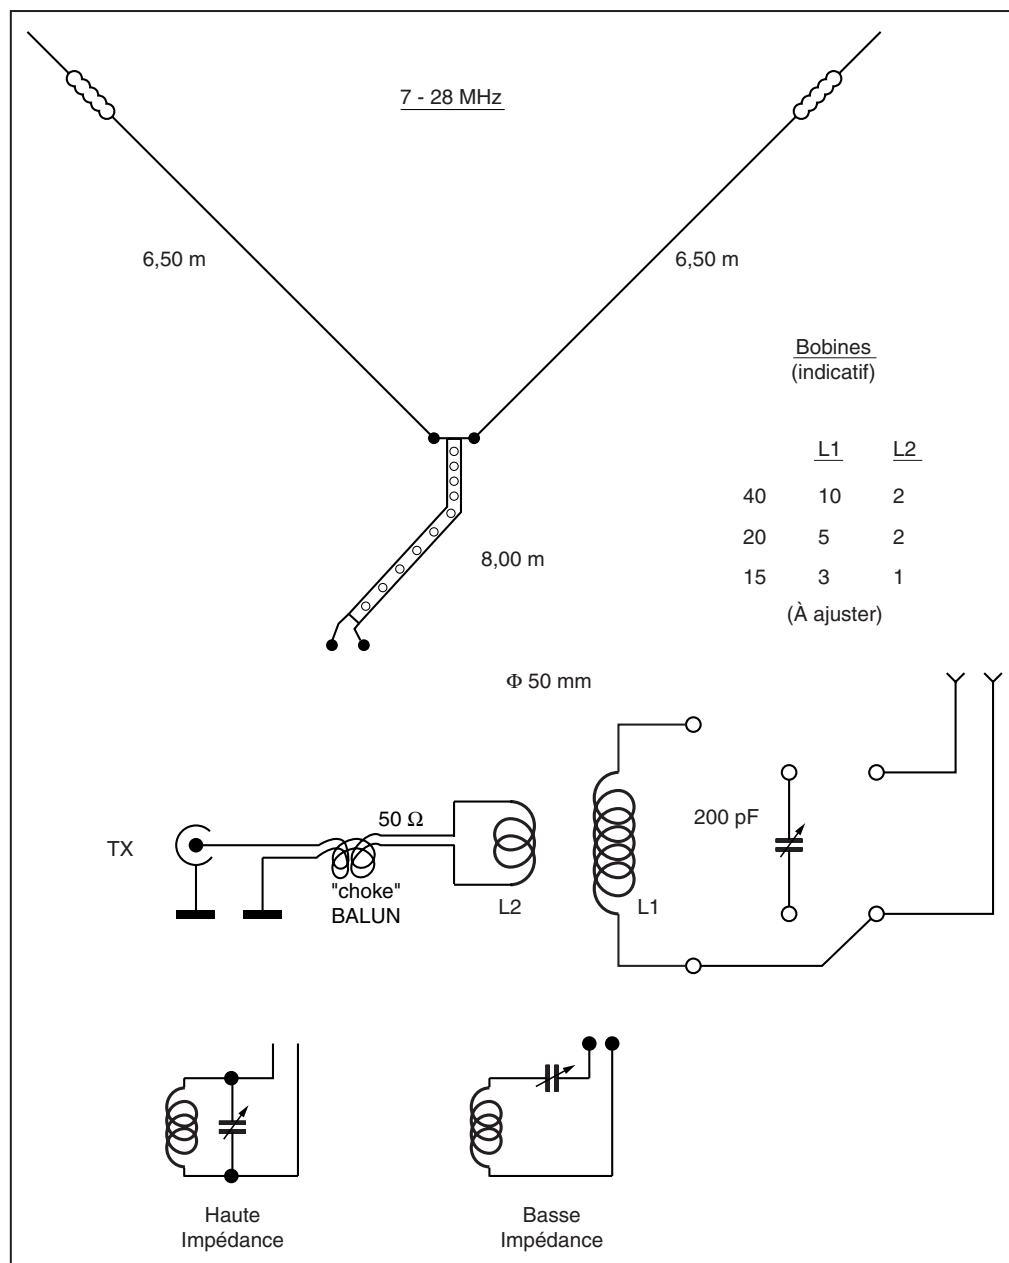 7 - 28 MHz
6,50 m
6,50 m
Bobines
(indicatif)
L1 L2
40 10 2
20 5 2
15 3 1
(À ajuster)
8,00 m
Φ 50 mm
200 pF
50 Ω
TX
"choke"
BALUN
L2
L1
Haute
Impédance
Basse
Impédance